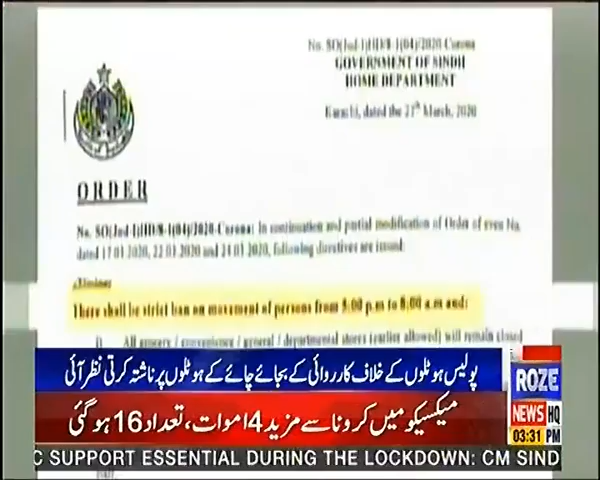 No. SO(Jud-I)HD/8-1(04)/2020-Corona
GOVERNMENT OF SINDH
HOME DEPARTMENT
Karachi, dated the 27th March, 2020
ORDER
No. SO(Jud-I)HD/8-1(04)/2020-Corona: In continuation and partial modification of Order of even No.
dated 17.03.2020, 22.03.2020 and 24.03.2020, following directives are issued:
There shall be strict ban on movement of persons from 5:00 p.m to 8:00 a.m and:
i) All grocery / convenience / general / departmental stores (earlier allowed) will remain closed
پولیس ہوٹلوں کے خلاف کارروائی کے بجائے چائے کے ہوٹلوں پر ناشتہ کرتی نظر آئی
میکسیکو میں کرونا سے مزید 4 اموات، تعداد 16 ہو گئی
ROZE
NEWS HQ
03:31 PM
C SUPPORT ESSENTIAL DURING THE LOCKDOWN: CM SIND